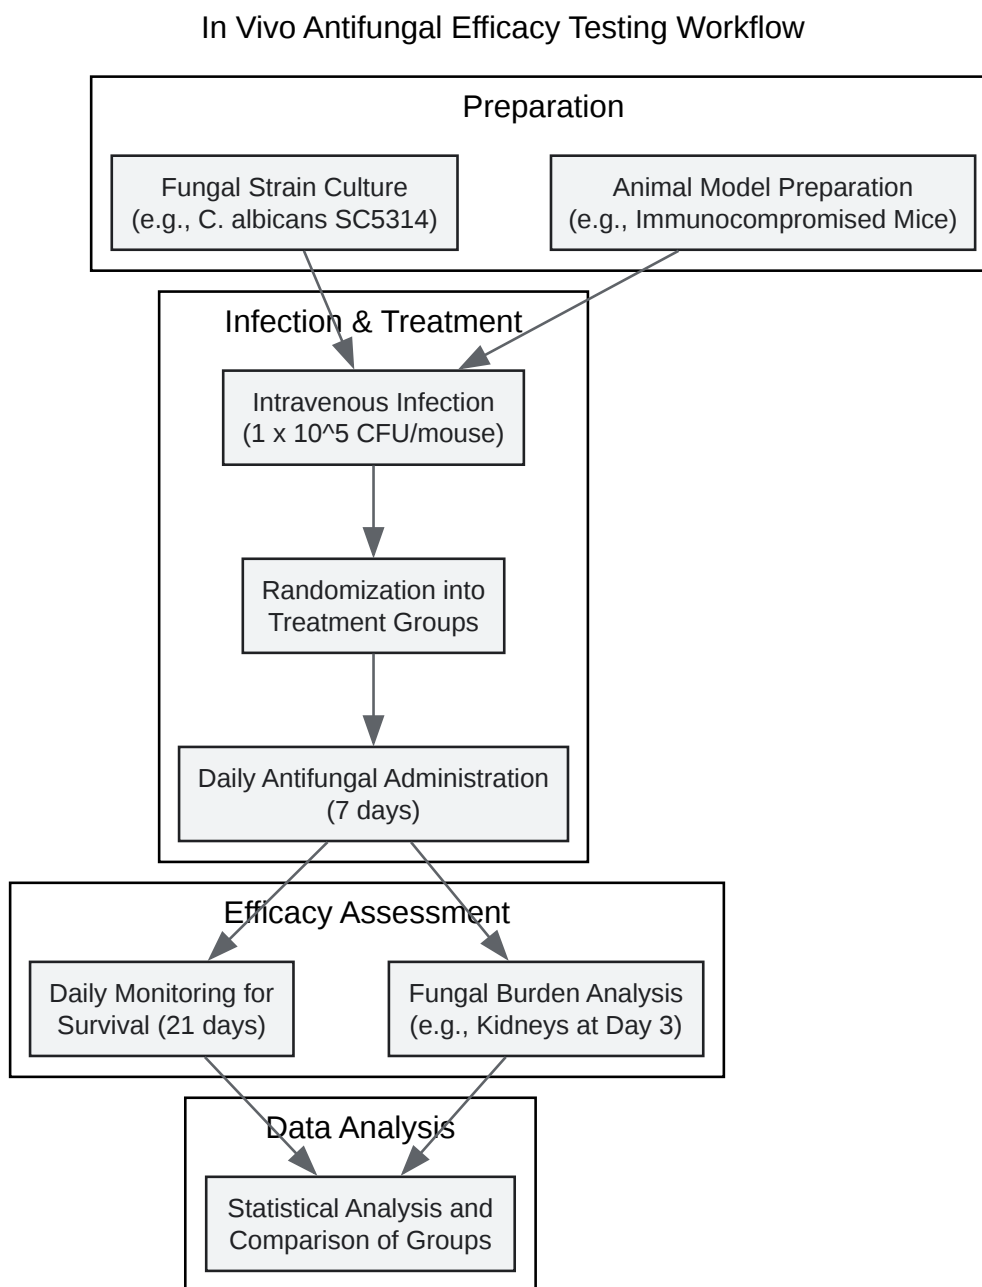 In Vivo Antifungal Efficacy Testing Workflow
Preparation
Fungal Strain Culture
(e.g., C. albicans SC5314)
Animal Model Preparation
(e.g., Immunocompromised Mice)
Infection & Treatment
Intravenous Infection
(1 x 10^5 CFU/mouse)
Randomization into
Treatment Groups
Daily Antifungal Administration
(7 days)
Efficacy Assessment
Daily Monitoring for
Survival (21 days)
Fungal Burden Analysis
(e.g., Kidneys at Day 3)
Data Analysis
Statistical Analysis and
Comparison of Groups